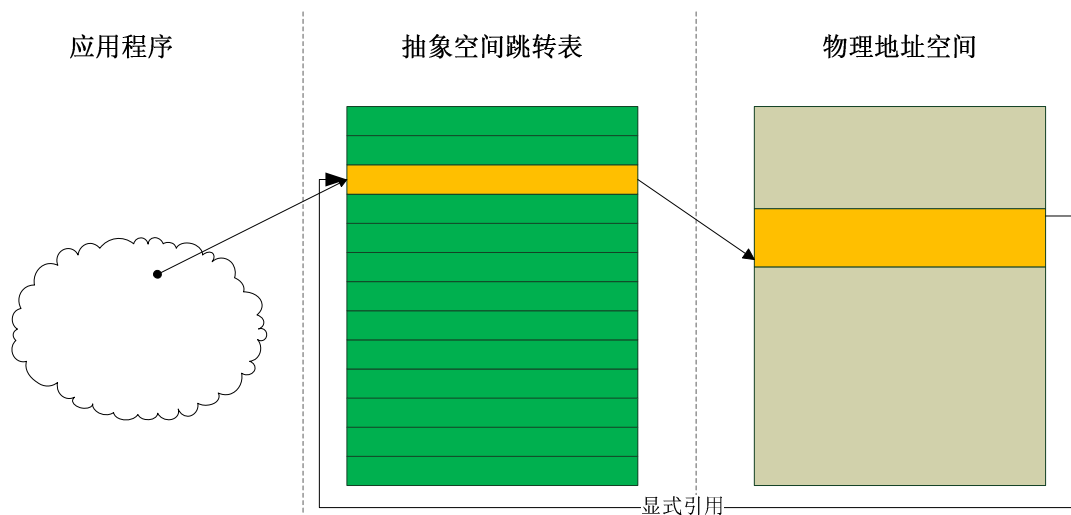 应用程序
抽象空间跳转表
物理地址空间
显式引用